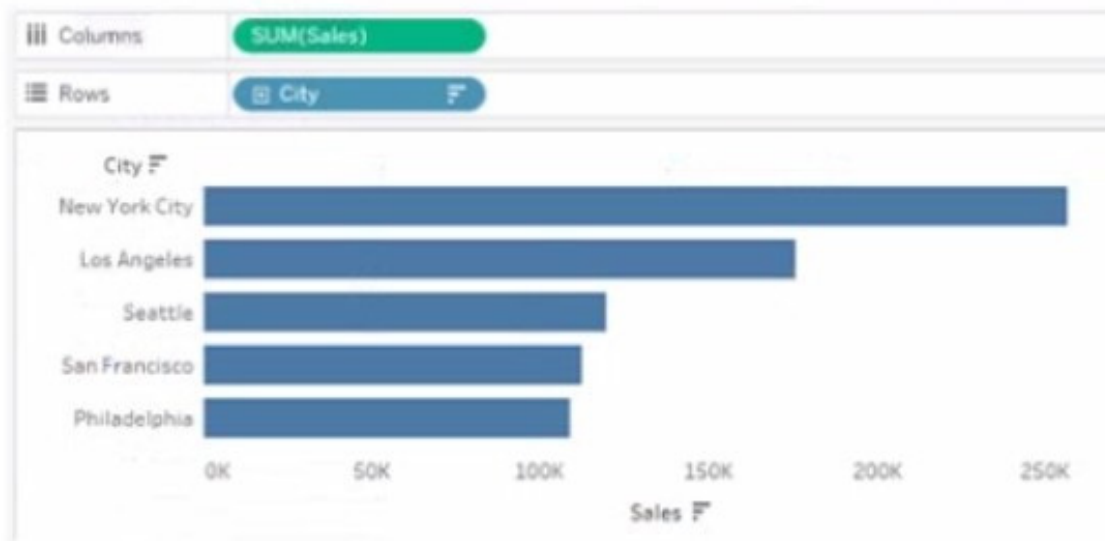 Columns SUM(Sales)
Rows City
City
New York City
Los Angeles
Seattle
San Francisco
Philadelphia
0K 50K 100K 150K 200K 250K
Sales